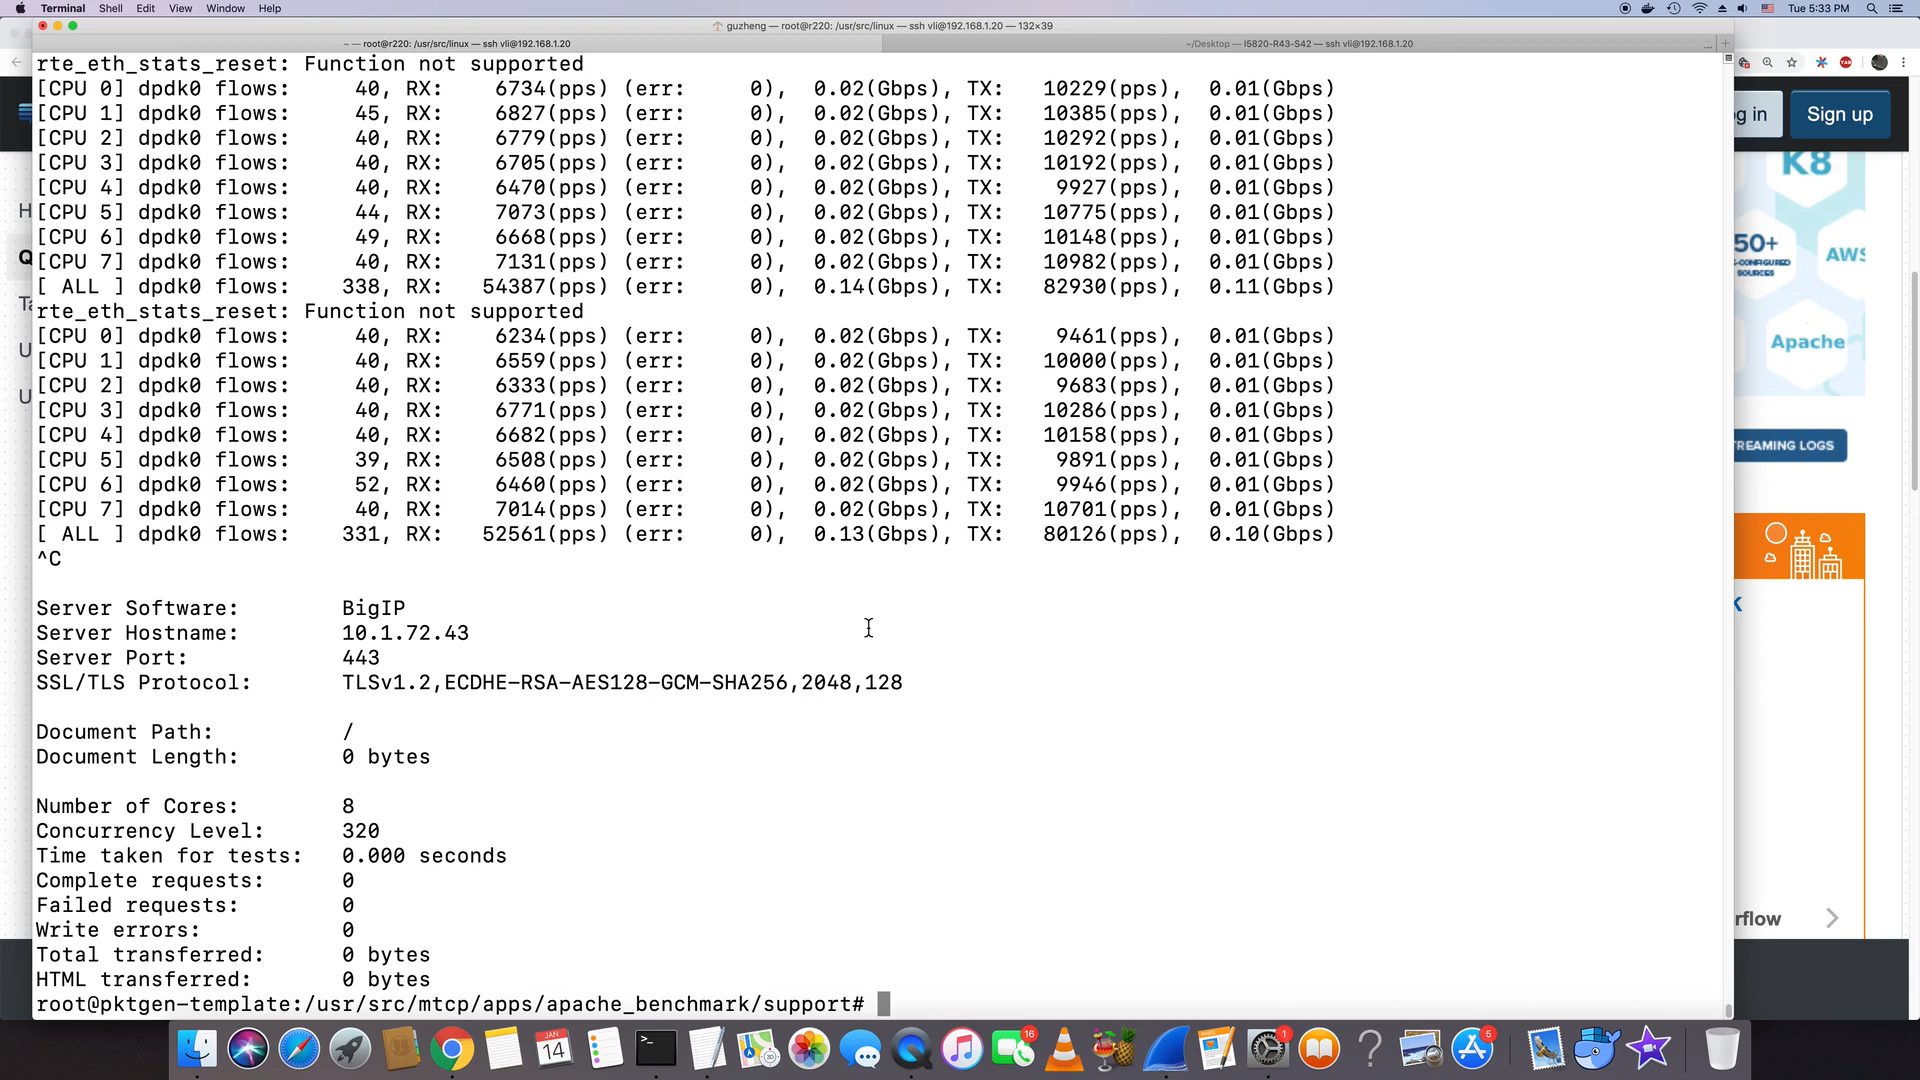 Terminal Shell Edit View Window Help Tue 5:33 PM
guzheng — root@r220: /usr/src/linux — ssh vli@192.168.1.20 — 132×39
~ — root@r220: /usr/src/linux — ssh vli@192.168.1.20 ~/Desktop — I5820-R43-S42 — ssh vli@192.168.1.20 ... +
rte_eth_stats_reset: Function not supported
[CPU 0] dpdk0 flows: 40, RX: 6734(pps) (err: 0), 0.02(Gbps), TX: 10229(pps), 0.01(Gbps)
[CPU 1] dpdk0 flows: 45, RX: 6827(pps) (err: 0), 0.02(Gbps), TX: 10385(pps), 0.01(Gbps)
[CPU 2] dpdk0 flows: 40, RX: 6779(pps) (err: 0), 0.02(Gbps), TX: 10292(pps), 0.01(Gbps)
[CPU 3] dpdk0 flows: 40, RX: 6705(pps) (err: 0), 0.02(Gbps), TX: 10192(pps), 0.01(Gbps)
[CPU 4] dpdk0 flows: 40, RX: 6470(pps) (err: 0), 0.02(Gbps), TX: 9927(pps), 0.01(Gbps)
[CPU 5] dpdk0 flows: 44, RX: 7073(pps) (err: 0), 0.02(Gbps), TX: 10775(pps), 0.01(Gbps)
[CPU 6] dpdk0 flows: 49, RX: 6668(pps) (err: 0), 0.02(Gbps), TX: 10148(pps), 0.01(Gbps)
[CPU 7] dpdk0 flows: 40, RX: 7131(pps) (err: 0), 0.02(Gbps), TX: 10982(pps), 0.01(Gbps)
[ ALL ] dpdk0 flows: 338, RX: 54387(pps) (err: 0), 0.14(Gbps), TX: 82930(pps), 0.11(Gbps)
rte_eth_stats_reset: Function not supported
[CPU 0] dpdk0 flows: 40, RX: 6234(pps) (err: 0), 0.02(Gbps), TX: 9461(pps), 0.01(Gbps)
[CPU 1] dpdk0 flows: 40, RX: 6559(pps) (err: 0), 0.02(Gbps), TX: 10000(pps), 0.01(Gbps)
[CPU 2] dpdk0 flows: 40, RX: 6333(pps) (err: 0), 0.02(Gbps), TX: 9683(pps), 0.01(Gbps)
[CPU 3] dpdk0 flows: 40, RX: 6771(pps) (err: 0), 0.02(Gbps), TX: 10286(pps), 0.01(Gbps)
[CPU 4] dpdk0 flows: 40, RX: 6682(pps) (err: 0), 0.02(Gbps), TX: 10158(pps), 0.01(Gbps)
[CPU 5] dpdk0 flows: 39, RX: 6508(pps) (err: 0), 0.02(Gbps), TX: 9891(pps), 0.01(Gbps)
[CPU 6] dpdk0 flows: 52, RX: 6460(pps) (err: 0), 0.02(Gbps), TX: 9946(pps), 0.01(Gbps)
[CPU 7] dpdk0 flows: 40, RX: 7014(pps) (err: 0), 0.02(Gbps), TX: 10701(pps), 0.01(Gbps)
[ ALL ] dpdk0 flows: 331, RX: 52561(pps) (err: 0), 0.13(Gbps), TX: 80126(pps), 0.10(Gbps)
^C
Server Software: BigIP
Server Hostname: 10.1.72.43
Server Port: 443
SSL/TLS Protocol: TLSv1.2,ECDHE-RSA-AES128-GCM-SHA256,2048,128
Document Path: /
Document Length: 0 bytes
Number of Cores: 8
Concurrency Level: 320
Time taken for tests: 0.000 seconds
Complete requests: 0
Failed requests: 0
Write errors: 0
Total transferred: 0 bytes
HTML transferred: 0 bytes
root@pktgen-template:/usr/src/mtcp/apps/apache_benchmark/support#
g in Sign up
K8
50+
AWS
Apache
TREAMING LOGS
rflow
JAN
14
16
1
5